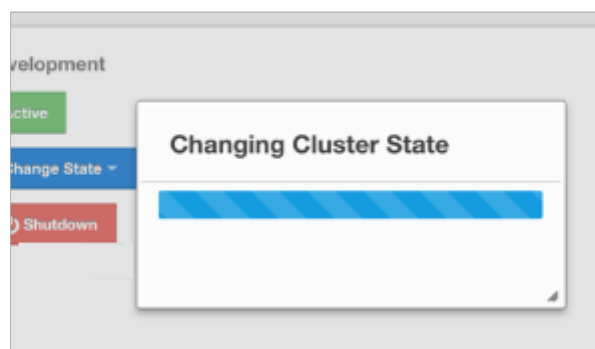 velopment
ctive
Changing Cluster State
hange State
Shutdown